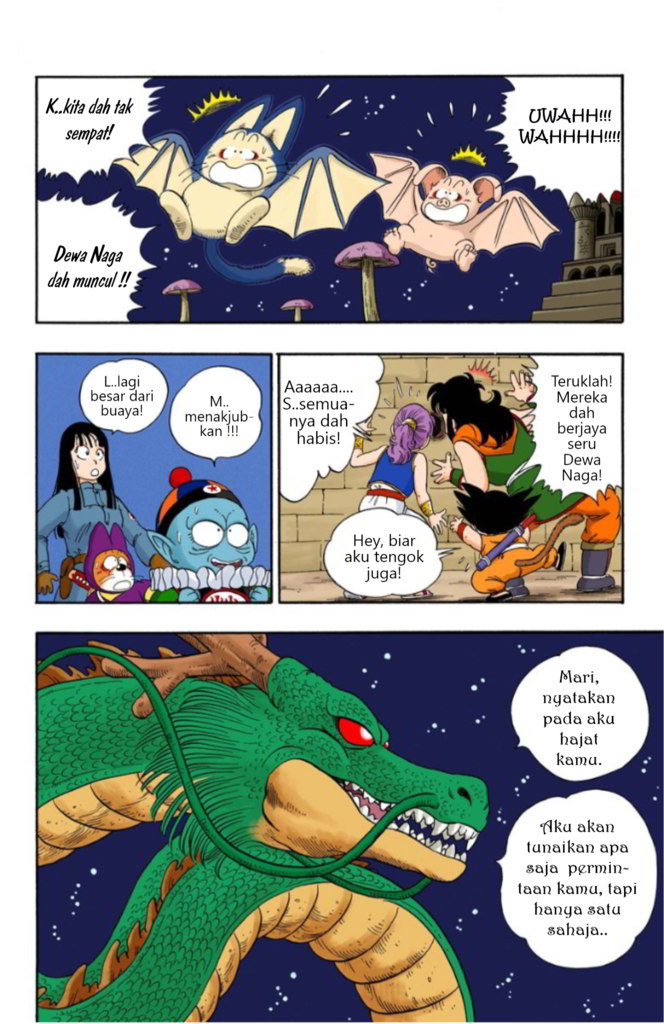 K..kita dah tak
sempat!
UWAHH!!!
WAHHHH!!!!
Dewa Naga
dah muncul !!
L..lagi
besar dari
buaya!
M..
menakjub-
kan !!!
Aaaaaa....
S..semua-
nya dah
habis!
Teruklah!
Mereka
dah
berjaya
seru
Dewa
Naga!
Hey, biar
aku tengok
juga!
Mari,
nyatakan
pada aku
hajat
kamu.
Aku akan
tunaikan apa
saja permin-
taan kamu, tapi
hanya satu
sahaja..